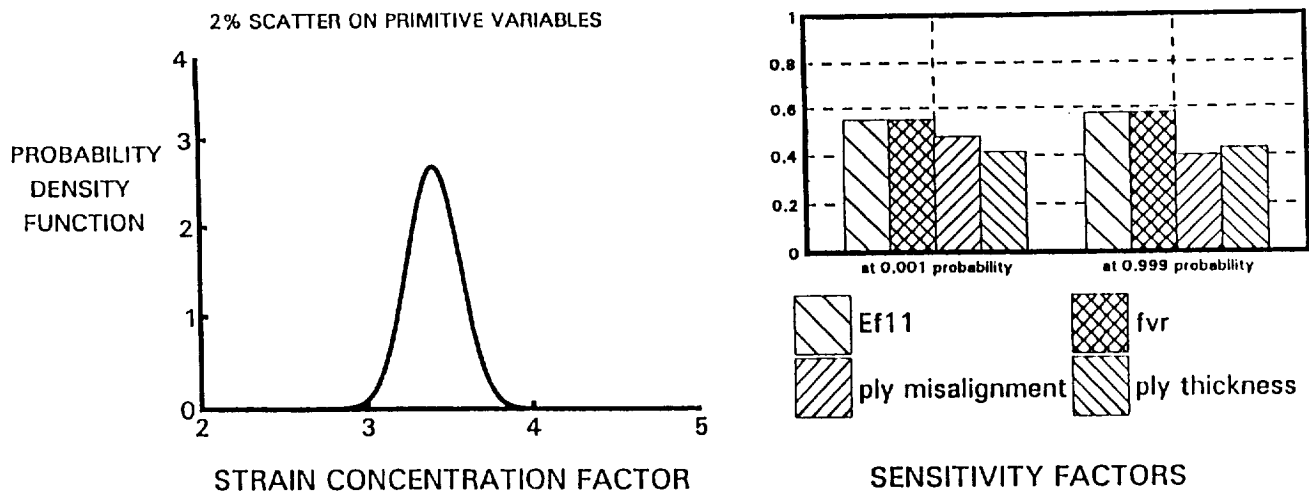 2% SCATTER ON PRIMITIVE VARIABLES
4
3
2
1
0
PROBABILITY
DENSITY
FUNCTION
2 3 4 5
STRAIN CONCENTRATION FACTOR
1
0.8
0.6
0.4
0.2
0
at 0.001 probability at 0.999 probability
Ef11 fvr
ply misalignment ply thickness
SENSITIVITY FACTORS